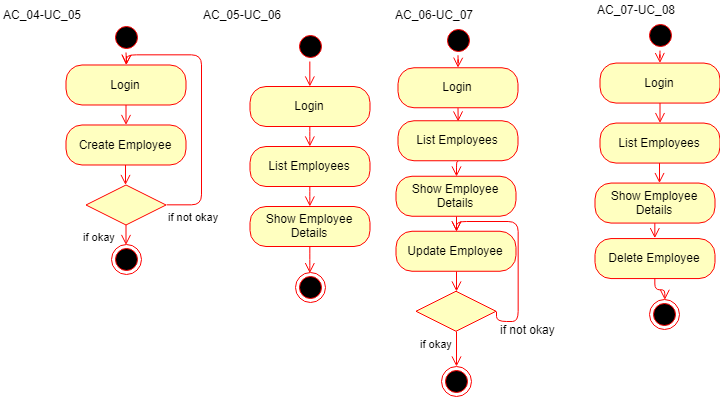 AC_04-UC_05
Login
Create Employee
if not okay
if okay
AC_05-UC_06
Login
List Employees
Show Employee
Details
AC_06-UC_07
Login
List Employees
Show Employee
Details
Update Employee
if not okay
if okay
AC_07-UC_08
Login
List Employees
Show Employee
Details
Delete Employee